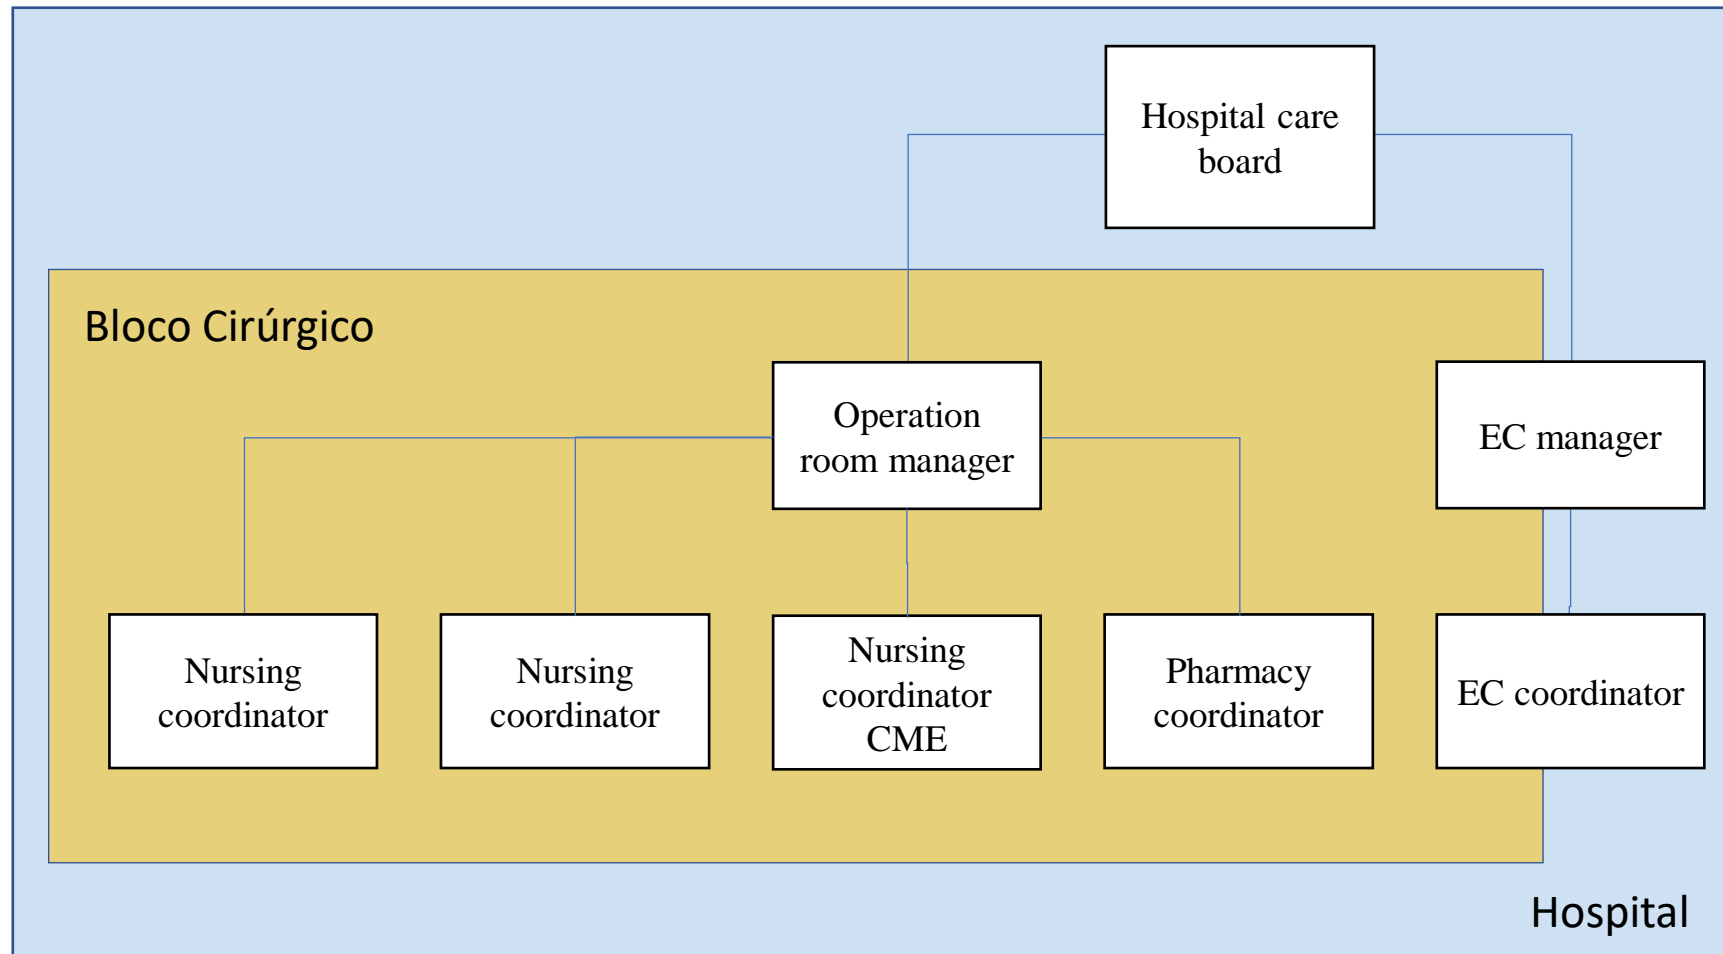 Hospital care
board
Bloco Cirúrgico
Operation
room manager
EC manager
Nursing
coordinator
Nursing
coordinator
Nursing
coordinator
CME
Pharmacy
coordinator
EC coordinator
Hospital